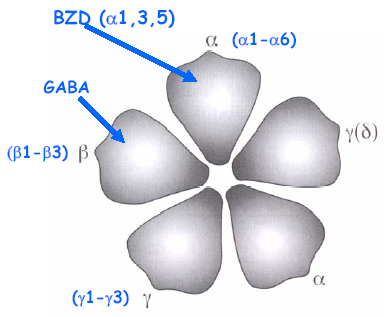 BZD (α1,3,5)
α (α1-α6)
GABA
γ(δ)
(β1-β3) β
α
(γ1-γ3) γ